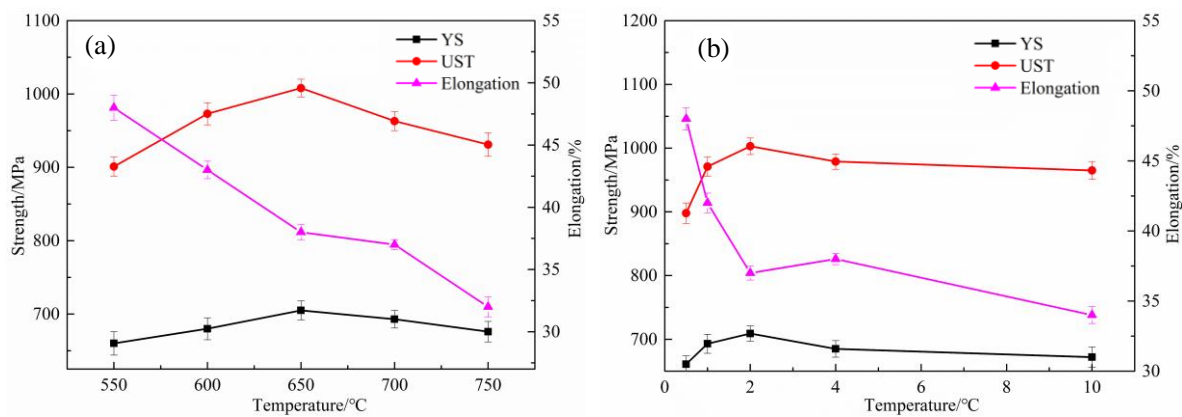 (a)
YS
UST
Elongation
1100
1000
900
800
700
Strength/MPa
55
50
45
40
35
30
Elongation/%
550 600 650 700 750
Temperature/℃
(b)
YS
UST
Elongation
1200
1100
1000
900
800
700
Strength/MPa
55
50
45
40
35
30
Elongation/%
0 2 4 6 8 10
Temperature/℃